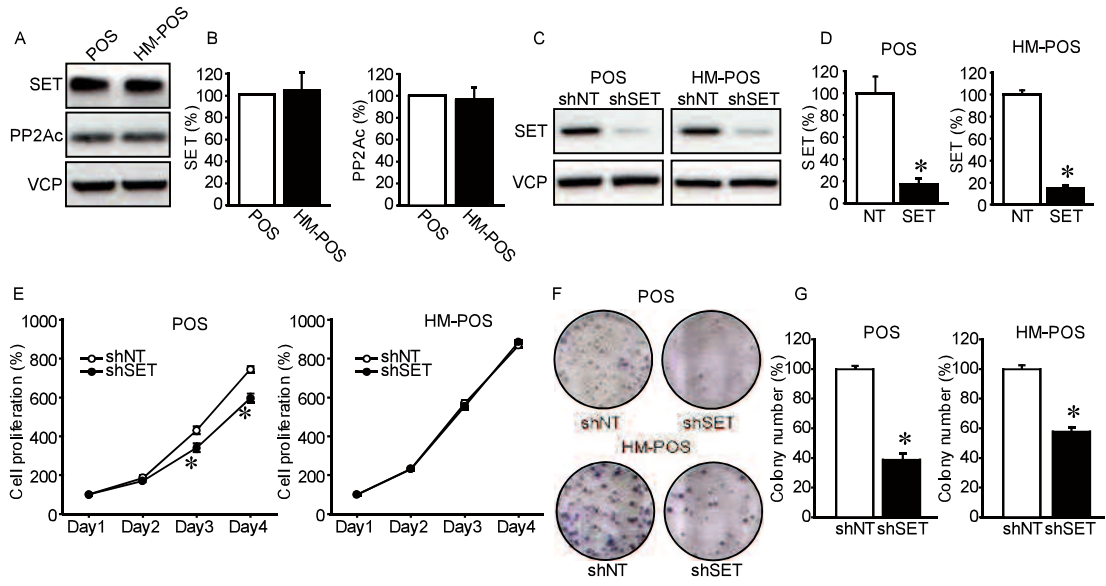 A
POS
HM-POS
SET
PP2Ac
VCP
B
SET (%)
120
100
80
60
40
20
0
POS
HM-POS
PP2Ac (%)
120
100
80
60
40
20
0
POS
HM-POS
C
POS HM-POS
shNT shSET shNT shSET
SET
VCP
D
POS
SET (%)
120
100
80
60
40
20
0
NT SET
*
HM-POS
SET (%)
120
100
80
60
40
20
0
NT SET
*
E
POS
Cell proliferation (%)
1000
800
600
400
200
0
shNT
shSET
*
*
Day1 Day2 Day3 Day4
HM-POS
Cell proliferation (%)
1000
800
600
400
200
0
shNT
shSET
Day1 Day2 Day3 Day4
F
POS
shNT shSET
HM-POS
shNT shSET
G
POS
Colony number (%)
120
100
80
60
40
20
0
*
shNT shSET
HM-POS
Colony number (%)
120
100
80
60
40
20
0
*
shNT shSET